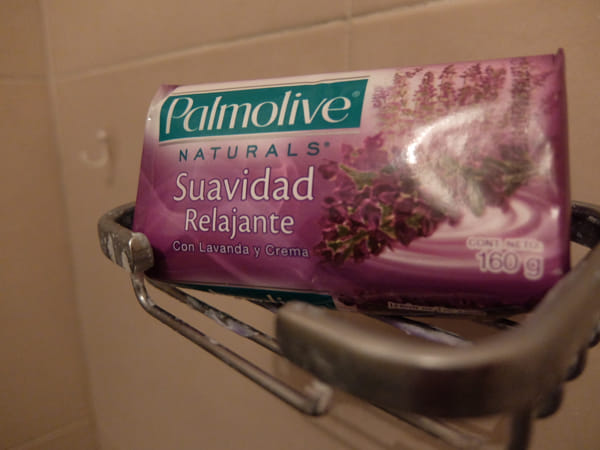 Palmolive®
NATURALS®
Suavidad
Relajante
Con Lavanda y Crema
CONT. NETO
160 g